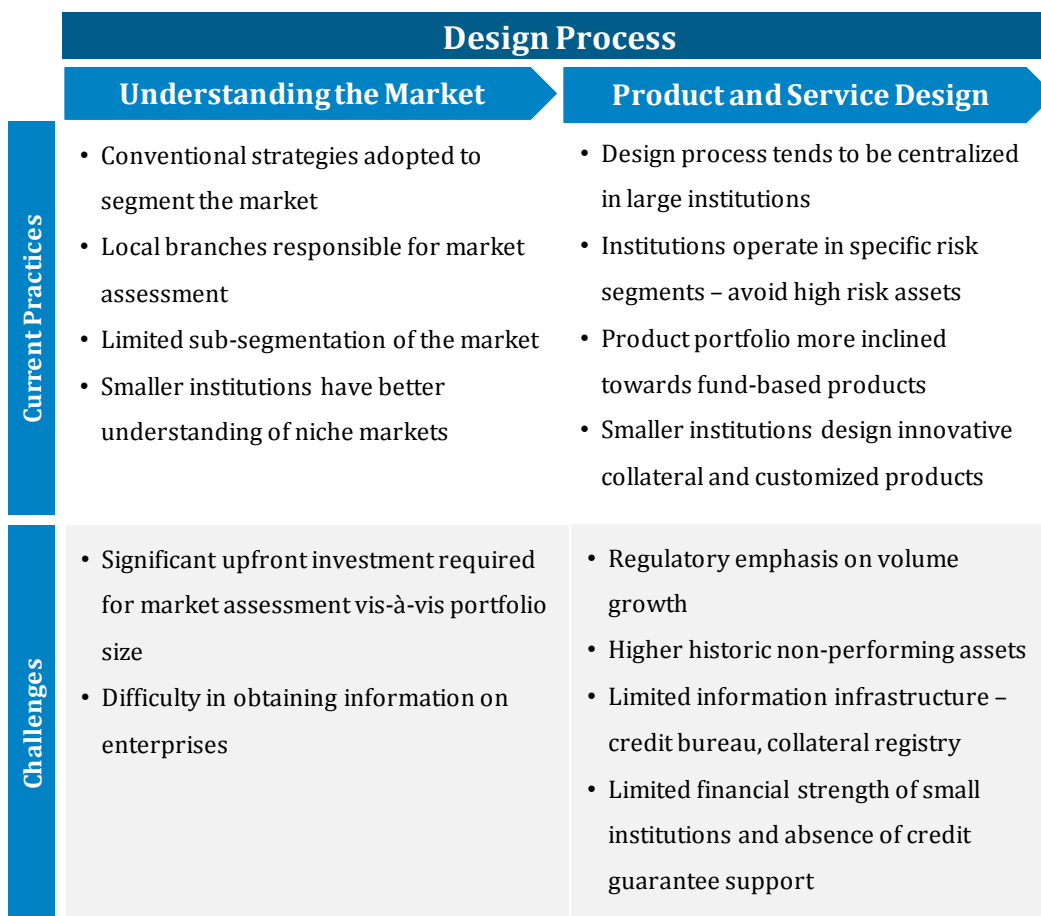 Design Process
Understanding the Market
Product and Service Design
Current Practices
• Conventional strategies adopted to
segment the market
• Local branches responsible for market
assessment
• Limited sub-segmentation of the market
• Smaller institutions have better
understanding of niche markets
• Design process tends to be centralized
in large institutions
• Institutions operate in specific risk
segments – avoid high risk assets
• Product portfolio more inclined
towards fund-based products
• Smaller institutions design innovative
collateral and customized products
Challenges
• Significant upfront investment required
for market assessment vis-à-vis portfolio
size
• Difficulty in obtaining information on
enterprises
• Regulatory emphasis on volume
growth
• Higher historic non-performing assets
• Limited information infrastructure –
credit bureau, collateral registry
• Limited financial strength of small
institutions and absence of credit
guarantee support